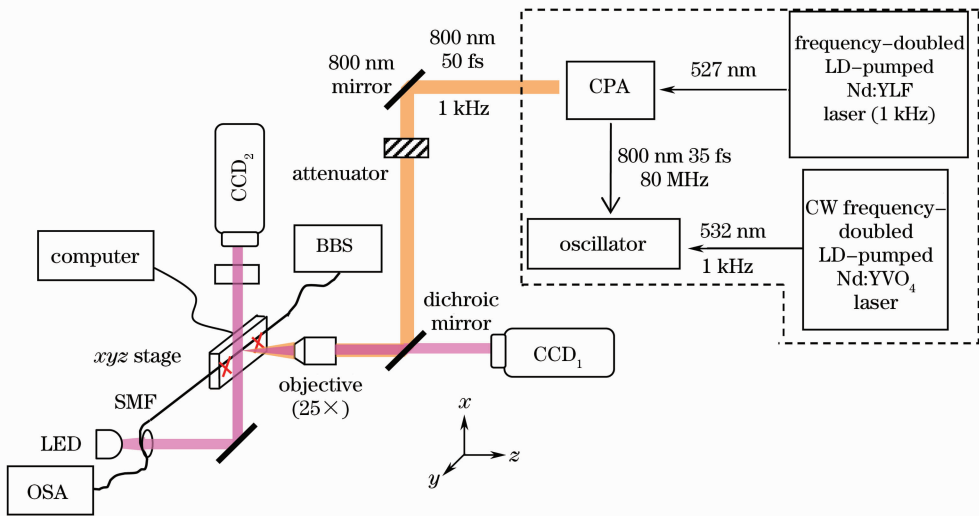 800 nm
50 fs
800 nm
mirror
1 kHz
CPA
527 nm
frequency-doubled
LD-pumped
Nd:YLF
laser (1 kHz)
attenuator
800 nm 35 fs
80 MHz
CCD₂
oscillator
532 nm
1 kHz
CW frequency-
doubled
LD-pumped
Nd:YVO₄
laser
computer
BBS
dichroic
mirror
xyz stage
CCD₁
objective
(25×)
SMF
LED
OSA
x
y
z